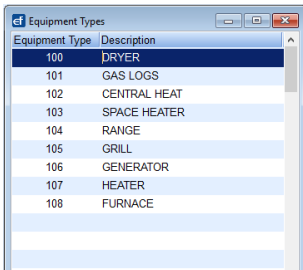 ef Equipment Types
Equipment Type Description
100 DRYER
101 GAS LOGS
102 CENTRAL HEAT
103 SPACE HEATER
104 RANGE
105 GRILL
106 GENERATOR
107 HEATER
108 FURNACE